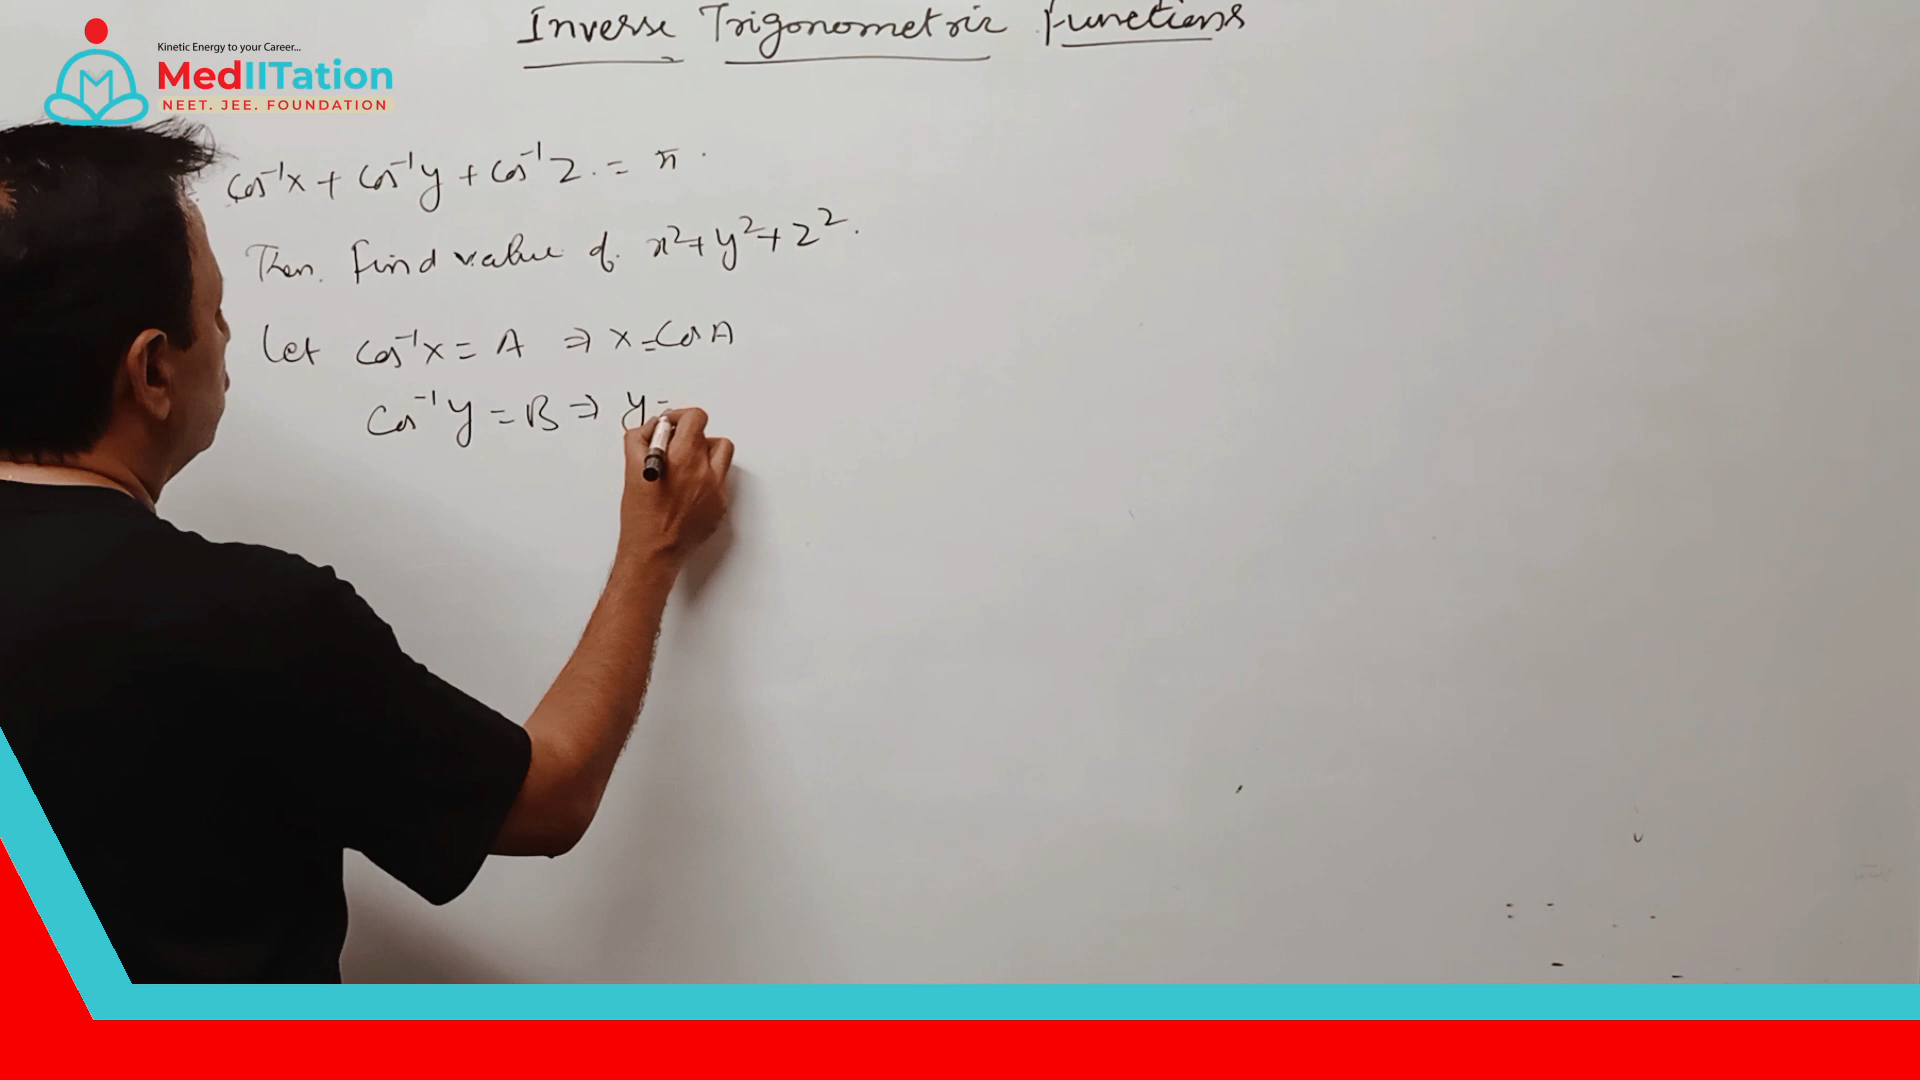 Inverse Trigonometric Functions
Kinetic Energy to your Career...
MedIITation
NEET. JEE. FOUNDATION
M
Cos⁻¹x + Cos⁻¹y + Cos⁻¹z = π.
Then. Find value of. x² + y² + z².
Let Cos⁻¹x = A ⇒ x = Cos A
Cos⁻¹y = B ⇒ y =